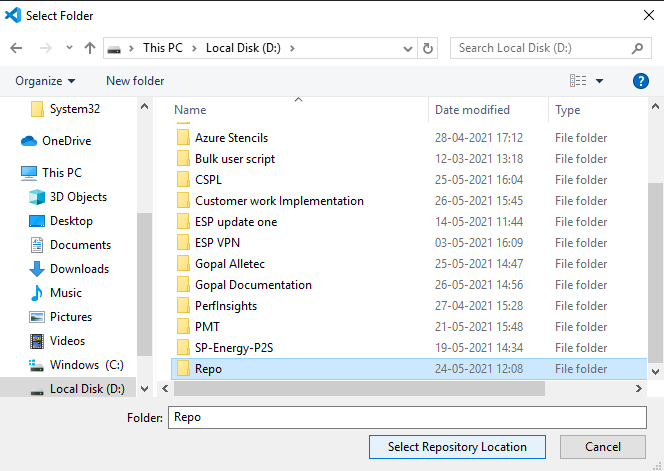 Select Folder
This PC > Local Disk (D:) >
Search Local Disk (D:)
Organize
New folder
?
System32
OneDrive
This PC
3D Objects
Desktop
Documents
Downloads
Music
Pictures
Videos
Windows (C:)
Local Disk (D:)
Name Date modified Type
Azure Stencils 28-04-2021 17:12 File folder
Bulk user script 12-03-2021 13:18 File folder
CSPL 25-05-2021 16:04 File folder
Customer work Implementation 26-05-2021 15:45 File folder
ESP update one 14-05-2021 11:44 File folder
ESP VPN 03-05-2021 16:09 File folder
Gopal Alletec 25-05-2021 14:47 File folder
Gopal Documentation 26-05-2021 14:56 File folder
PerfInsights 27-04-2021 15:28 File folder
PMT 21-05-2021 15:48 File folder
SP-Energy-P2S 19-05-2021 14:34 File folder
Repo 24-05-2021 12:08 File folder
Folder: Repo
Select Repository Location
Cancel